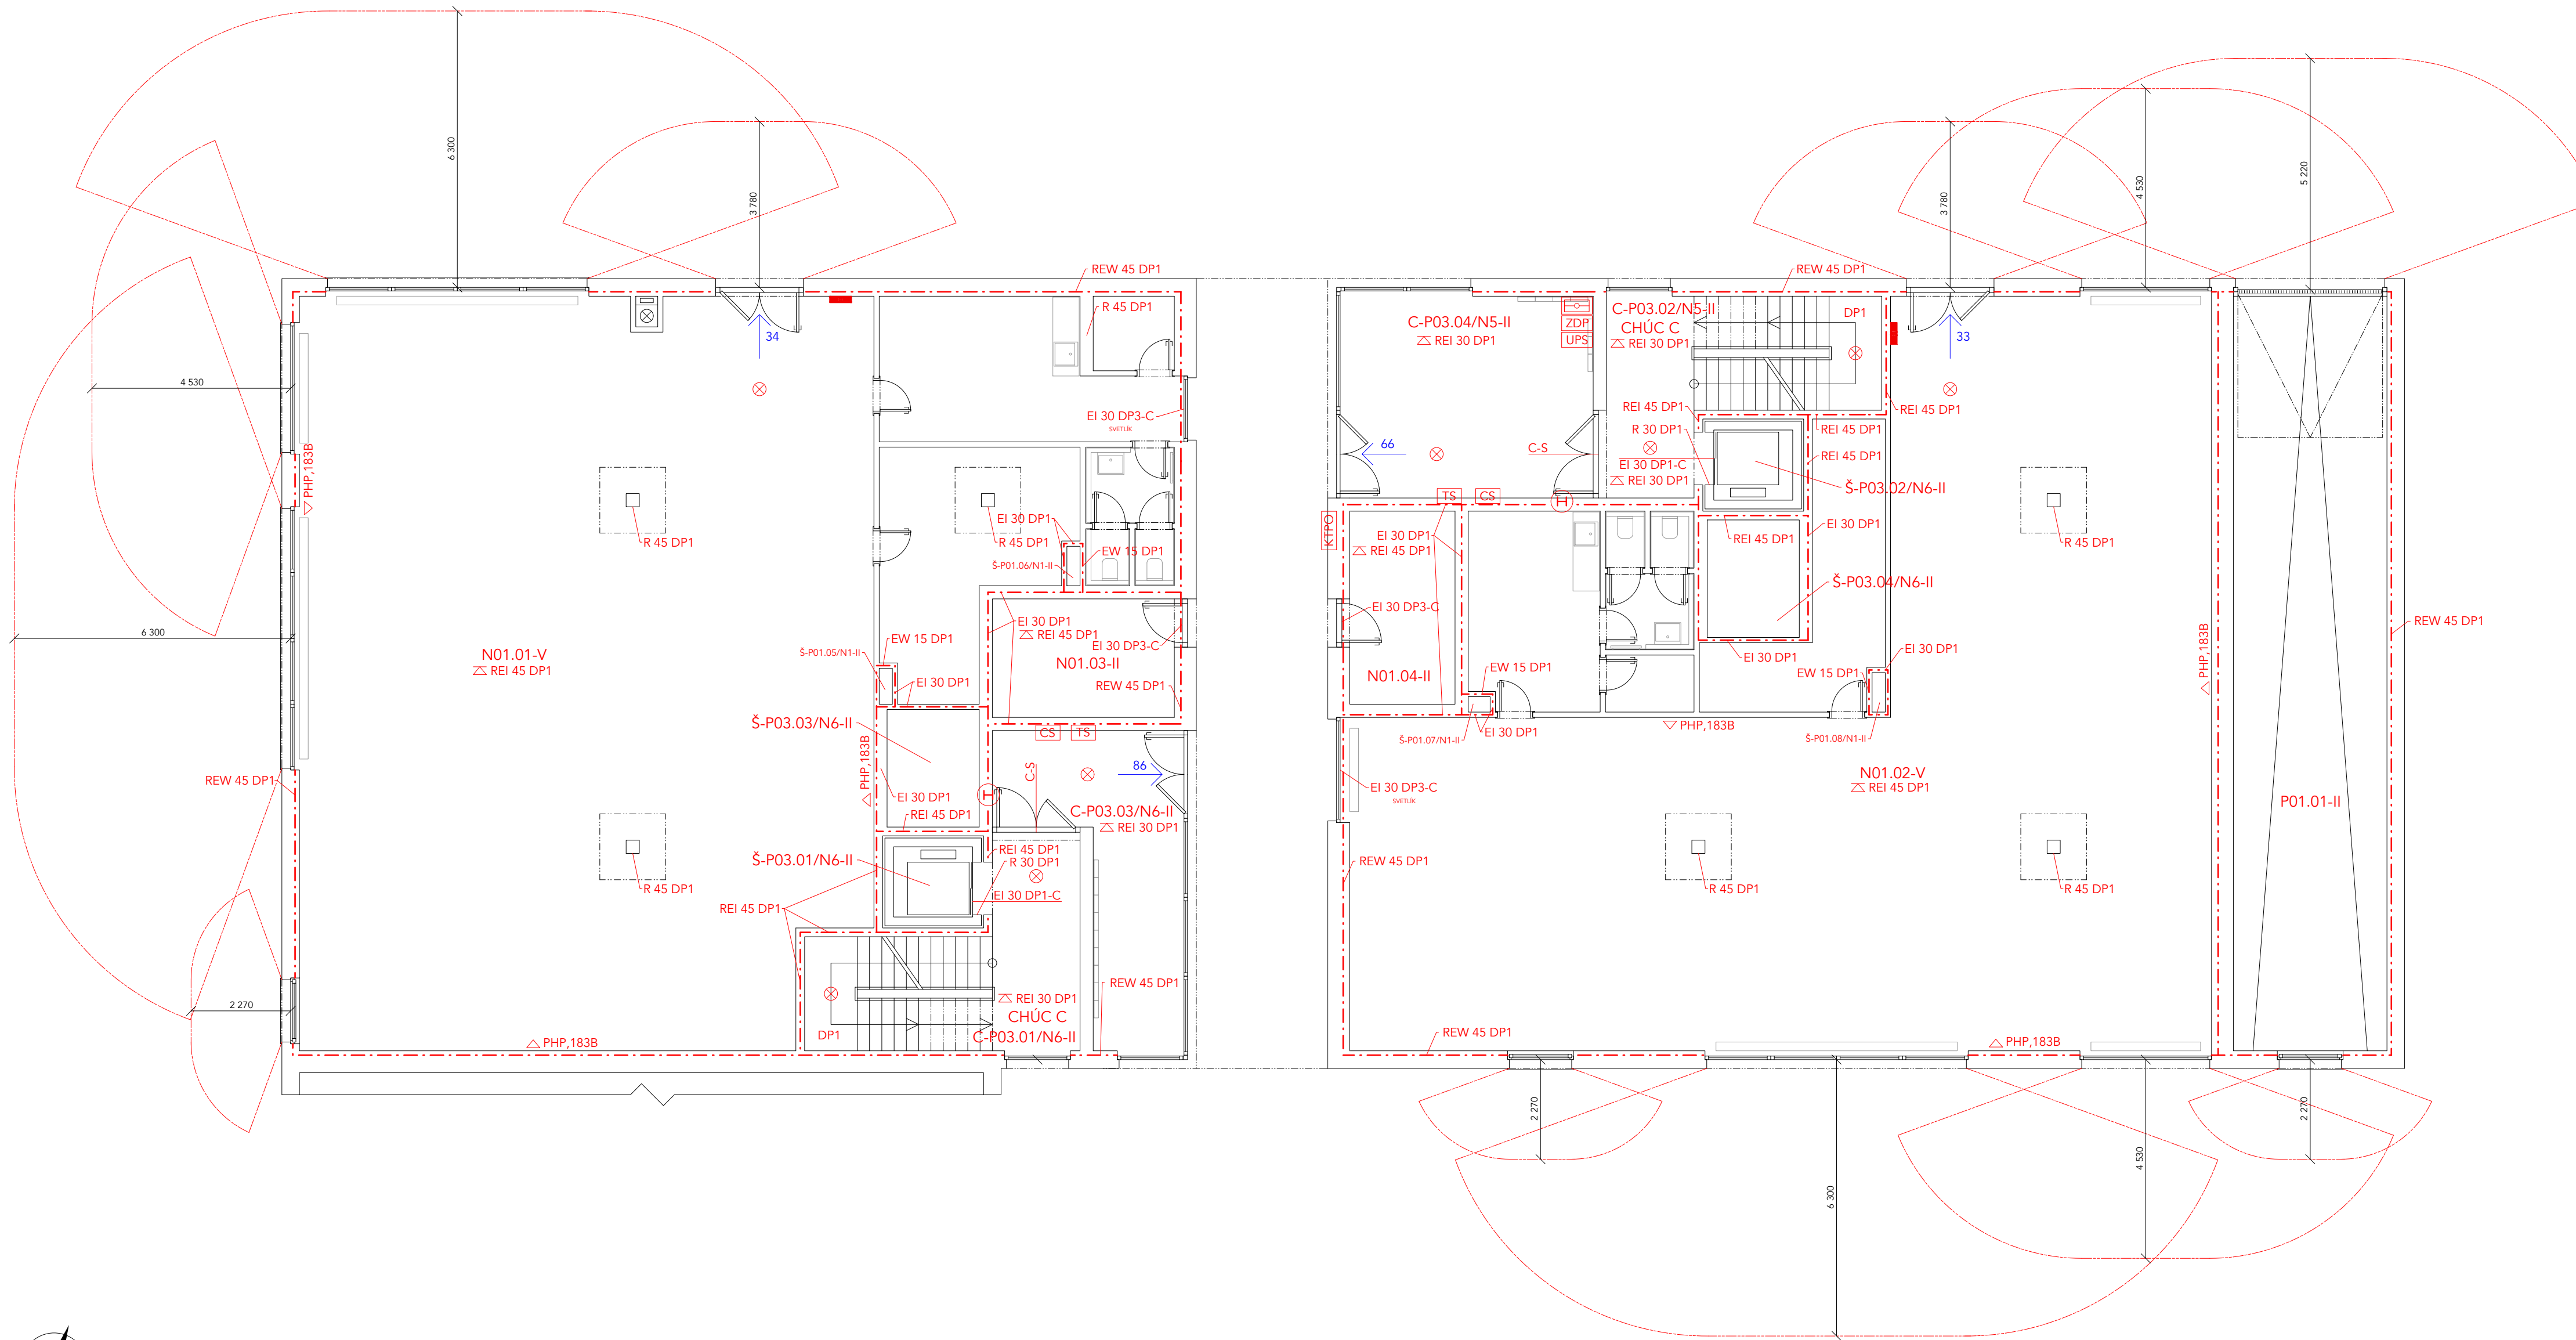 6 300
3 780
4 530
6 300
2 270
REW 45 DP1
R 45 DP1
34
EI 30 DP3-C
SVETLÍK
PHP,183B
R 45 DP1
EI 30 DP1
R 45 DP1
EW 15 DP1
Š-P01.06/N1-II
N01.01-V
REI 45 DP1
EI 30 DP1
REI 45 DP1
EI 30 DP3-C
EW 15 DP1
Š-P01.05/N1-II
N01.03-II
EI 30 DP1
REW 45 DP1
Š-P03.03/N6-II
CS
TS
PHP,183B
C-S
86
REW 45 DP1
EI 30 DP1
REI 45 DP1
C-P03.03/N6-II
REI 30 DP1
Š-P03.01/N6-II
REI 45 DP1
R 30 DP1
R 45 DP1
EI 30 DP1-C
REI 45 DP1
REW 45 DP1
REI 30 DP1
CHÚC C
C-P03.01/N6-II
DP1
PHP,183B
H
3 780
4 530
5 220
REW 45 DP1
C-P03.04/N5-II
REI 30 DP1
ZDP
UPS
C-P03.02/N5-II
CHÚC C
REI 30 DP1
DP1
33
REI 45 DP1
REI 45 DP1
REI 45 DP1
R 30 DP1
66
C-S
EI 30 DP1-C
REI 30 DP1
REI 45 DP1
Š-P03.02/N6-II
TS
CS
H
KTPO
EI 30 DP1
REI 45 DP1
EI 30 DP1
REI 45 DP1
R 45 DP1
Š-P03.04/N6-II
EI 30 DP3-C
REW 45 DP1
PHP,183B
EI 30 DP1
EI 30 DP1
N01.04-II
EW 15 DP1
EW 15 DP1
PHP,183B
EI 30 DP1
Š-P01.07/N1-II
Š-P01.08/N1-II
N01.02-V
REI 45 DP1
EI 30 DP3-C
SVETLÍK
P01.01-II
REW 45 DP1
R 45 DP1
R 45 DP1
REW 45 DP1
PHP,183B
2 270
6 300
4 530
2 270